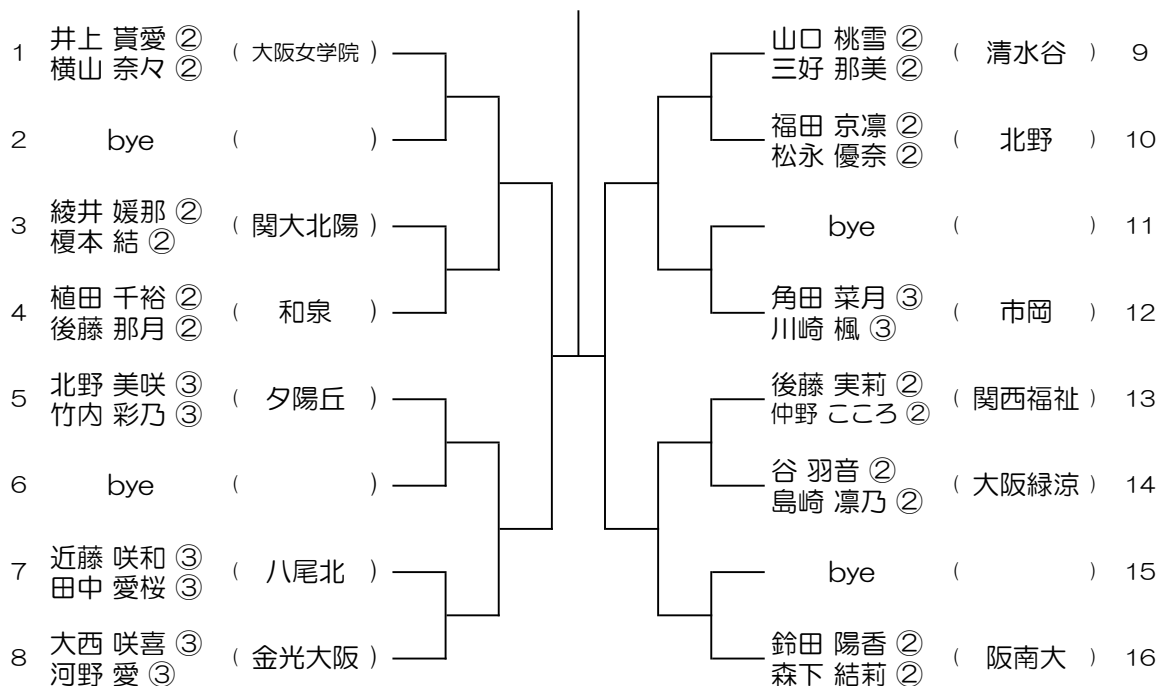 1 井上 貰愛 ② ( 大阪女学院 )
横山 奈々 ②
2 bye ( )
3 綾井 媛那 ② ( 関大北陽 )
榎本 結 ②
4 植田 千裕 ② ( 和泉 )
後藤 那月 ②
5 北野 美咲 ③ ( 夕陽丘 )
竹内 彩乃 ③
6 bye ( )
7 近藤 咲和 ③ ( 八尾北 )
田中 愛桜 ③
8 大西 咲喜 ③ ( 金光大阪 )
河野 愛 ③
山口 桃雪 ② ( 清水谷 ) 9
三好 那美 ②
福田 京凛 ② ( 北野 ) 10
松永 優奈 ②
bye ( ) 11
角田 菜月 ③ ( 市岡 ) 12
川崎 楓 ③
後藤 実莉 ② ( 関西福祉 ) 13
仲野 こころ ②
谷 羽音 ② ( 大阪緑涼 ) 14
島崎 凛乃 ②
bye ( ) 15
鈴田 陽香 ② ( 阪南大 ) 16
森下 結莉 ②